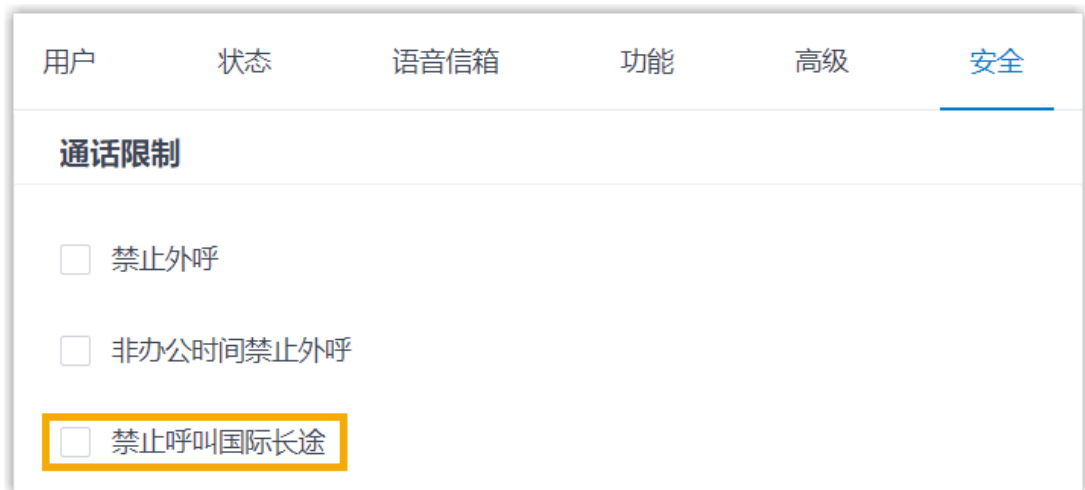 用户 状态 语音信箱 功能 高级 安全
通话限制
禁止外呼
非办公时间禁止外呼
禁止呼叫国际长途